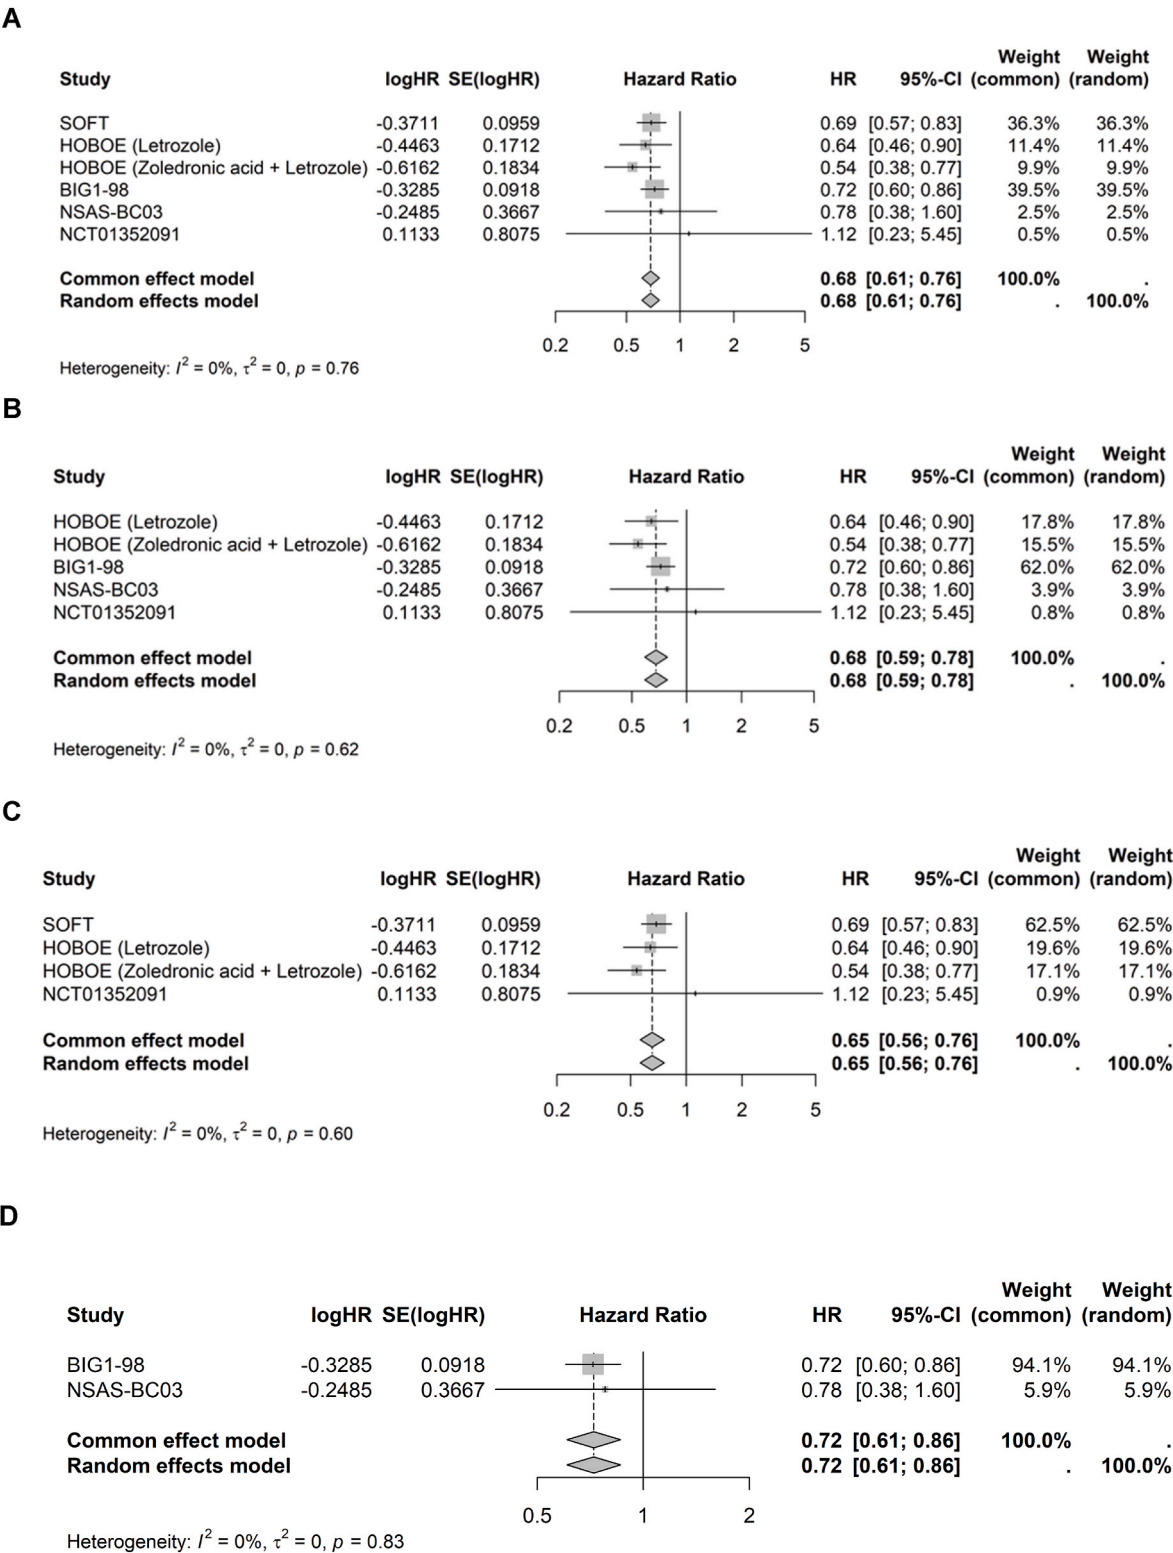 A
Weight Weight
Study logHR SE(logHR) Hazard Ratio HR 95%-CI (common) (random)
SOFT -0.3711 0.0959 0.69 [0.57; 0.83] 36.3% 36.3%
HOBOE (Letrozole) -0.4463 0.1712 0.64 [0.46; 0.90] 11.4% 11.4%
HOBOE (Zoledronic acid + Letrozole) -0.6162 0.1834 0.54 [0.38; 0.77] 9.9% 9.9%
BIG1-98 -0.3285 0.0918 0.72 [0.60; 0.86] 39.5% 39.5%
NSAS-BC03 -0.2485 0.3667 0.78 [0.38; 1.60] 2.5% 2.5%
NCT01352091 0.1133 0.8075 1.12 [0.23; 5.45] 0.5% 0.5%
Common effect model 0.68 [0.61; 0.76] 100.0% .
Random effects model 0.68 [0.61; 0.76] . 100.0%
0.2 0.5 1 2 5
Heterogeneity: I² = 0%, τ² = 0, p = 0.76
B
Weight Weight
Study logHR SE(logHR) Hazard Ratio HR 95%-CI (common) (random)
HOBOE (Letrozole) -0.4463 0.1712 0.64 [0.46; 0.90] 17.8% 17.8%
HOBOE (Zoledronic acid + Letrozole) -0.6162 0.1834 0.54 [0.38; 0.77] 15.5% 15.5%
BIG1-98 -0.3285 0.0918 0.72 [0.60; 0.86] 62.0% 62.0%
NSAS-BC03 -0.2485 0.3667 0.78 [0.38; 1.60] 3.9% 3.9%
NCT01352091 0.1133 0.8075 1.12 [0.23; 5.45] 0.8% 0.8%
Common effect model 0.68 [0.59; 0.78] 100.0% .
Random effects model 0.68 [0.59; 0.78] . 100.0%
0.2 0.5 1 2 5
Heterogeneity: I² = 0%, τ² = 0, p = 0.62
C
Weight Weight
Study logHR SE(logHR) Hazard Ratio HR 95%-CI (common) (random)
SOFT -0.3711 0.0959 0.69 [0.57; 0.83] 62.5% 62.5%
HOBOE (Letrozole) -0.4463 0.1712 0.64 [0.46; 0.90] 19.6% 19.6%
HOBOE (Zoledronic acid + Letrozole) -0.6162 0.1834 0.54 [0.38; 0.77] 17.1% 17.1%
NCT01352091 0.1133 0.8075 1.12 [0.23; 5.45] 0.9% 0.9%
Common effect model 0.65 [0.56; 0.76] 100.0% .
Random effects model 0.65 [0.56; 0.76] . 100.0%
0.2 0.5 1 2 5
Heterogeneity: I² = 0%, τ² = 0, p = 0.60
D
Weight Weight
Study logHR SE(logHR) Hazard Ratio HR 95%-CI (common) (random)
BIG1-98 -0.3285 0.0918 0.72 [0.60; 0.86] 94.1% 94.1%
NSAS-BC03 -0.2485 0.3667 0.78 [0.38; 1.60] 5.9% 5.9%
Common effect model 0.72 [0.61; 0.86] 100.0% .
Random effects model 0.72 [0.61; 0.86] . 100.0%
0.5 1 2
Heterogeneity: I² = 0%, τ² = 0, p = 0.83